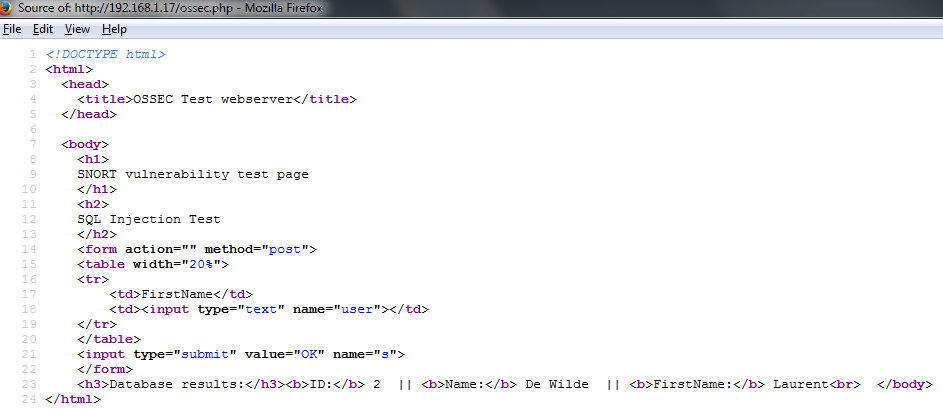 Source of: http://192.168.1.17/ossec.php - Mozilla Firefox
File Edit View Help
1 <!DOCTYPE html>
2 <html>
3   <head>
4     <title>OSSEC Test webserver</title>
5   </head>
6
7   <body>
8     <h1>
9     SNORT vulnerability test page
10     </h1>
11     <h2>
12     SQL Injection Test
13     </h2>
14     <form action="" method="post">
15     <table width="20%">
16     <tr>
17         <td>FirstName</td>
18         <td><input type="text" name="user"></td>
19     </tr>
20     </table>
21     <input type="submit" value="OK" name="s">
22     </form>
23     <h3>Database results:</h3><b>ID:</b> 2  || <b>Name:</b> De Wilde  || <b>FirstName:</b> Laurent<br>  </body>
24 </html>